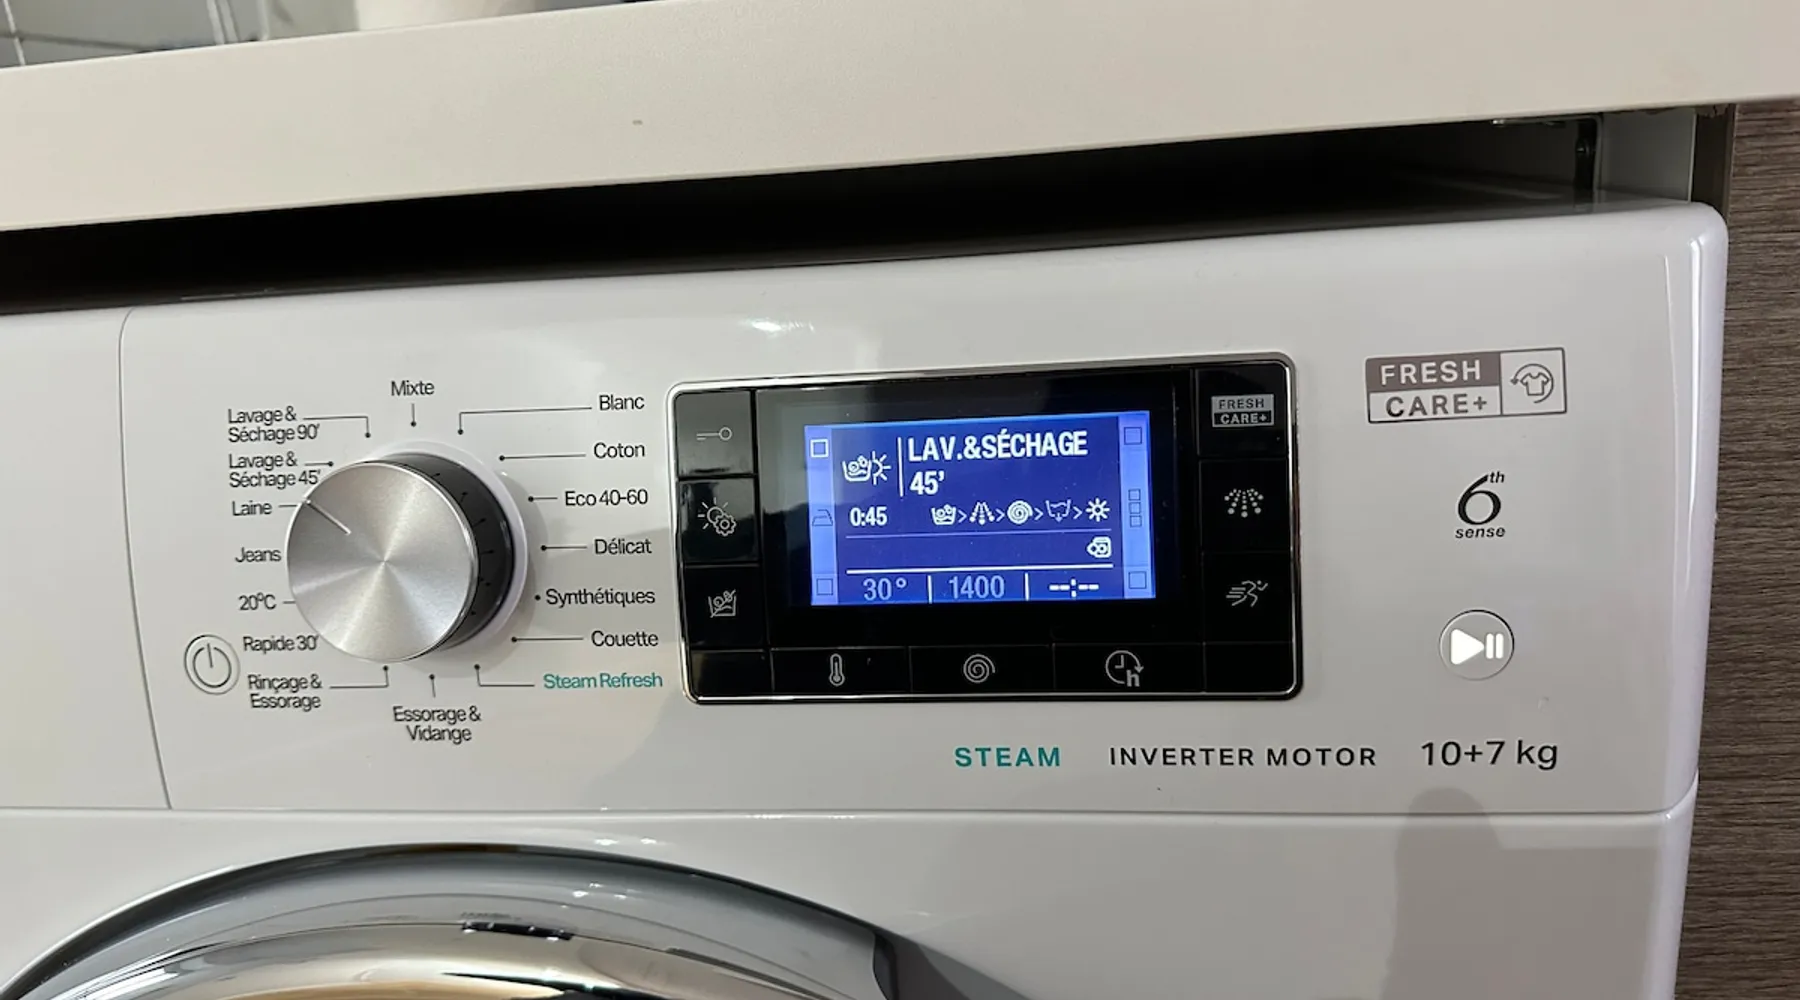 Mixte
Lavage &
Séchage 90'
Lavage &
Séchage 45'
Laine
Jeans
20°C
Rapide 30'
Rinçage &
Essorage
Essorage &
Vidange
Blanc
Coton
Eco 40-60
Délicat
Synthétiques
Couette
Steam Refresh
LAV.&SÉCHAGE
45'
0:45
30° 1400 --:--
h
FRESH
CARE+
FRESH
CARE+
6th
sense
STEAM INVERTER MOTOR 10+7 kg